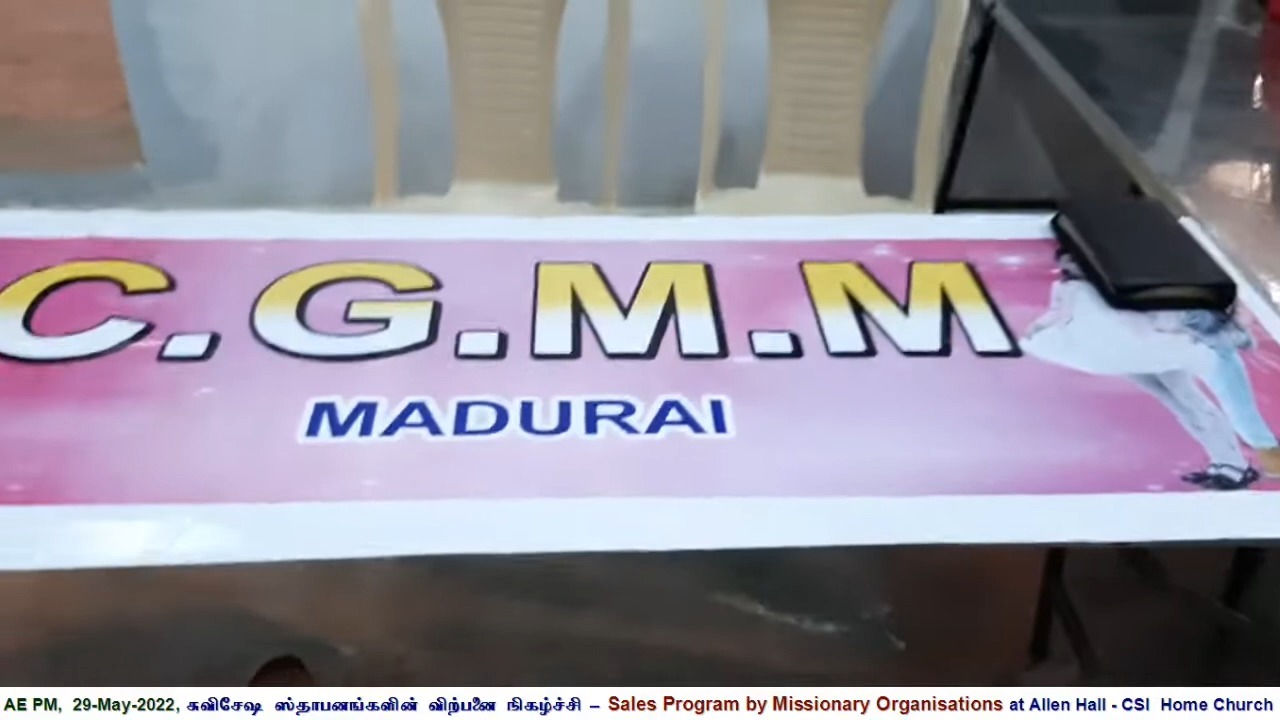 C.G.M.M
MADURAI
AE PM, 29-May-2022, சுவிசேஷ ஸ்தாபனங்களின் விற்பனை நிகழ்ச்சி – Sales Program by Missionary Organisations at Allen Hall - CSI Home Church